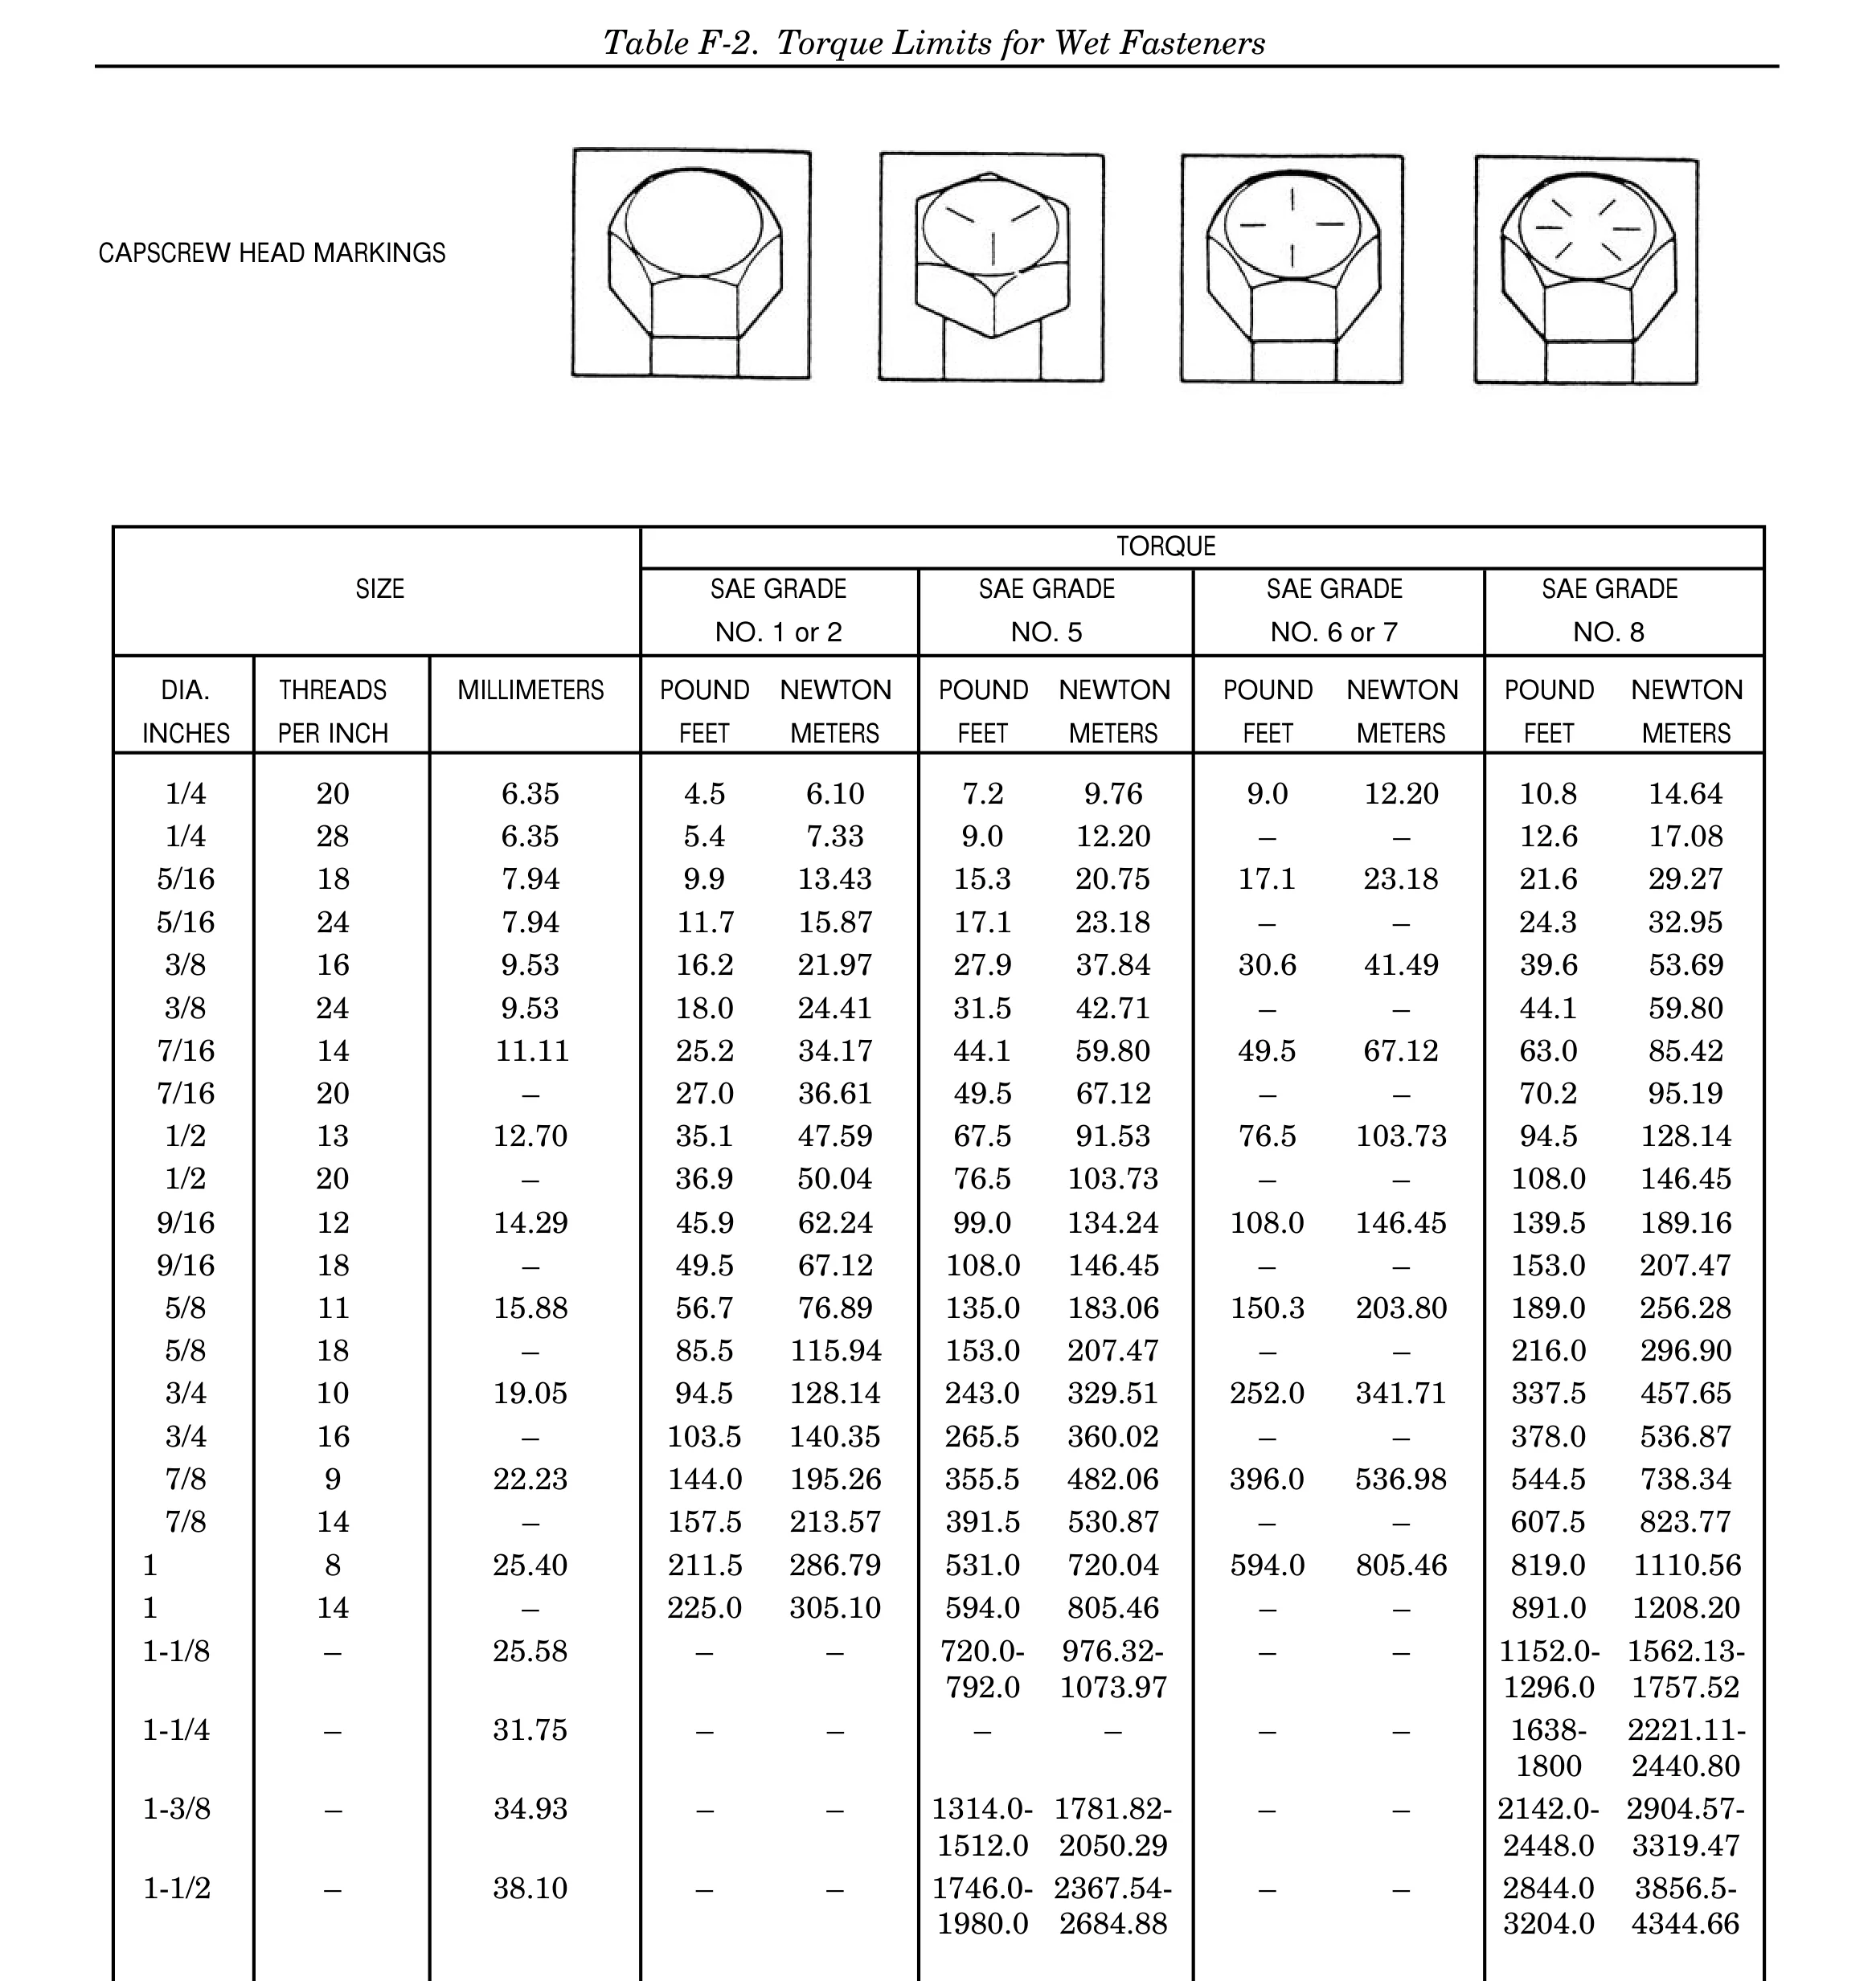 Table F-2. Torque Limits for Wet Fasteners
CAPSCREW HEAD MARKINGS
TORQUE
SIZE SAE GRADE SAE GRADE SAE GRADE SAE GRADE
NO. 1 or 2 NO. 5 NO. 6 or 7 NO. 8
DIA. THREADS MILLIMETERS POUND NEWTON POUND NEWTON POUND NEWTON POUND NEWTON
INCHES PER INCH FEET METERS FEET METERS FEET METERS FEET METERS
1/4 20 6.35 4.5 6.10 7.2 9.76 9.0 12.20 10.8 14.64
1/4 28 6.35 5.4 7.33 9.0 12.20 – – 12.6 17.08
5/16 18 7.94 9.9 13.43 15.3 20.75 17.1 23.18 21.6 29.27
5/16 24 7.94 11.7 15.87 17.1 23.18 – – 24.3 32.95
3/8 16 9.53 16.2 21.97 27.9 37.84 30.6 41.49 39.6 53.69
3/8 24 9.53 18.0 24.41 31.5 42.71 – – 44.1 59.80
7/16 14 11.11 25.2 34.17 44.1 59.80 49.5 67.12 63.0 85.42
7/16 20 – 27.0 36.61 49.5 67.12 – – 70.2 95.19
1/2 13 12.70 35.1 47.59 67.5 91.53 76.5 103.73 94.5 128.14
1/2 20 – 36.9 50.04 76.5 103.73 – – 108.0 146.45
9/16 12 14.29 45.9 62.24 99.0 134.24 108.0 146.45 139.5 189.16
9/16 18 – 49.5 67.12 108.0 146.45 – – 153.0 207.47
5/8 11 15.88 56.7 76.89 135.0 183.06 150.3 203.80 189.0 256.28
5/8 18 – 85.5 115.94 153.0 207.47 – – 216.0 296.90
3/4 10 19.05 94.5 128.14 243.0 329.51 252.0 341.71 337.5 457.65
3/4 16 – 103.5 140.35 265.5 360.02 – – 378.0 536.87
7/8 9 22.23 144.0 195.26 355.5 482.06 396.0 536.98 544.5 738.34
7/8 14 – 157.5 213.57 391.5 530.87 – – 607.5 823.77
1 8 25.40 211.5 286.79 531.0 720.04 594.0 805.46 819.0 1110.56
1 14 – 225.0 305.10 594.0 805.46 – – 891.0 1208.20
1-1/8 – 25.58 – – 720.0- 976.32- – – 1152.0- 1562.13-
792.0 1073.97 1296.0 1757.52
1-1/4 – 31.75 – – – – – – 1638- 2221.11-
1800 2440.80
1-3/8 – 34.93 – – 1314.0- 1781.82- – – 2142.0- 2904.57-
1512.0 2050.29 2448.0 3319.47
1-1/2 – 38.10 – – 1746.0- 2367.54- – – 2844.0 3856.5-
1980.0 2684.88 3204.0 4344.66